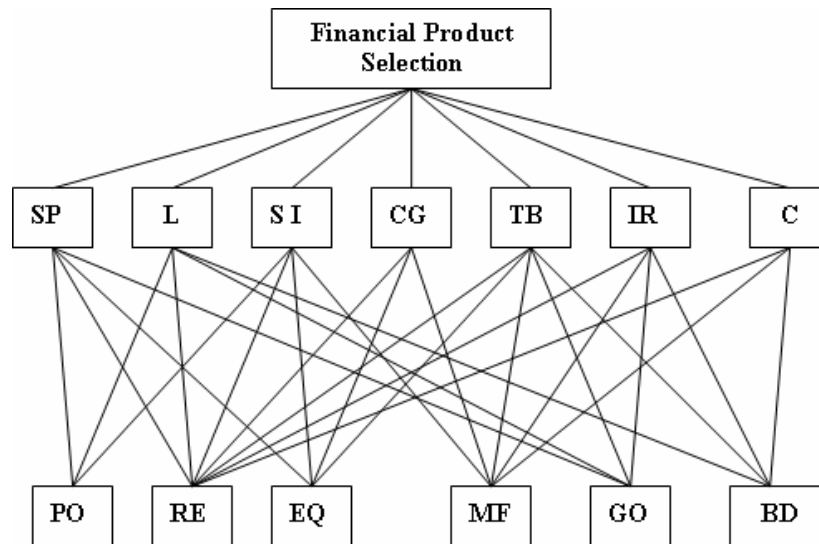 Financial Product
Selection
SP L S I CG TB IR C
PO RE EQ MF GO BD